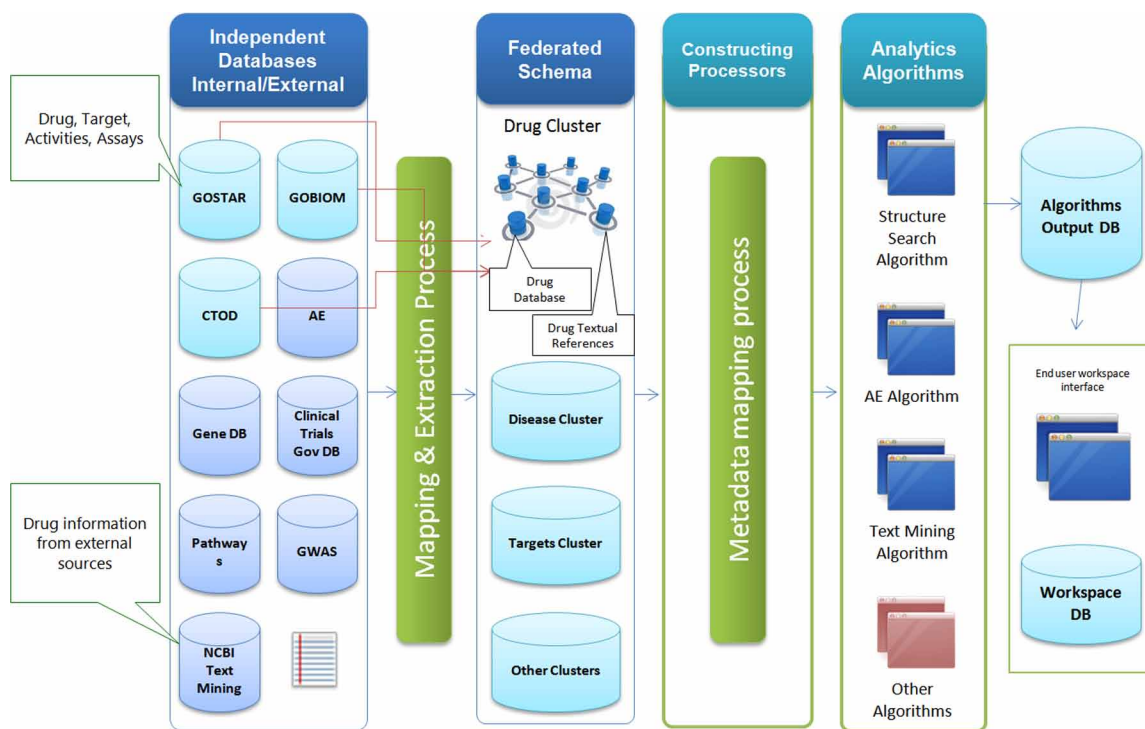 Independent
Databases
Internal/External
Federated
Schema
Constructing
Processors
Analytics
Algorithms
Drug, Target,
Activities, Assays
GOSTAR
GOBIOM
CTOD
AE
Gene DB
Clinical
Trials
Gov DB
Drug information
from external
sources
Pathway
s
GWAS
NCBI
Text
Mining
Mapping & Extraction Process
Drug Cluster
Drug
Database
Drug Textual
References
Disease Cluster
Targets Cluster
Other Clusters
Metadada mapping process
Structure
Search
Algorithm
AE Algorithm
Text Mining
Algorithm
Other
Algorithms
Algorithms
Output DB
End user workspace
interface
Workspace
DB